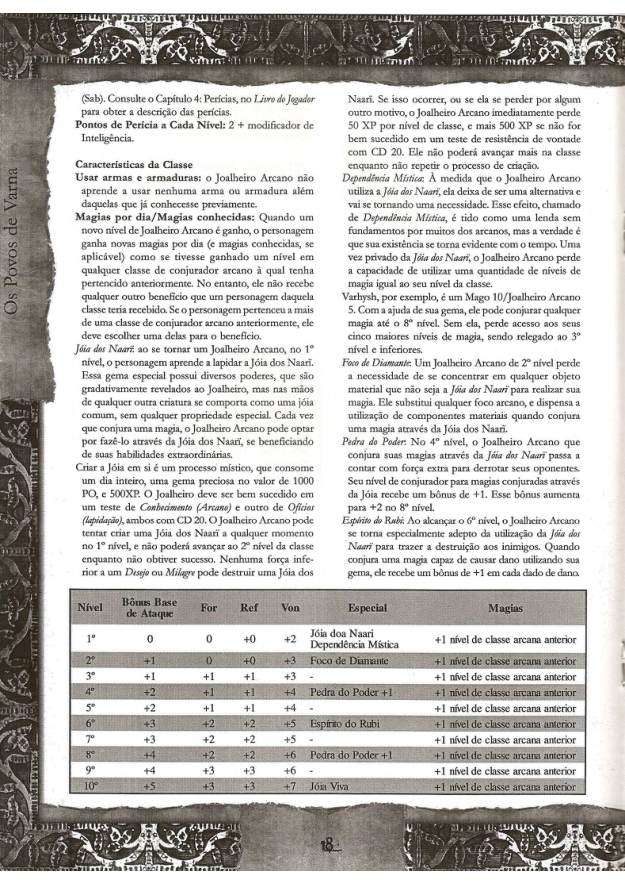 Os Povos de Varna
(Sab). Consulte o Capítulo 4: Perícias, no Livro do Jogador
para obter a descrição das perícias.
Pontos de Perícia a Cada Nível: 2 + modificador de
Inteligência.
Características da Classe
Usar armas e armaduras: o Joalheiro Arcano não
aprende a usar nenhuma arma ou armadura além
daquelas que já conhecesse previamente.
Magias por dia/Magias conhecidas: Quando um
novo nível de Joalheiro Arcano é ganho, o personagem
ganha novas magias por dia (e magias conhecidas, se
aplicável) como se tivesse ganhado um nível em
qualquer classe de conjurador arcano à qual tenha
pertencido anteriormente. No entanto, ele não recebe
qualquer outro benefício que um personagem daquela
classe teria recebido. Se o personagem pertenceu a mais
de uma classe de conjurador arcano anteriormente, ele
deve escolher uma delas para o benefício.
Jóia dos Naarï: ao se tornar um Joalheiro Arcano, no 1º
nível, o personagem aprende a lapidar a Jóia dos Naarï.
Essa gema especial possui diversos poderes, que são
gradativamente revelados ao Joalheiro, mas nas mãos
de qualquer outra criatura se comporta como uma jóia
comum, sem qualquer propriedade especial. Cada vez
que conjura uma magia, o Joalheiro Arcano pode optar
por fazê-lo através da Jóia dos Naarï, se beneficiando
de suas habilidades extraordinárias.
Criar a Jóia em si é um processo místico, que consome
um dia inteiro, uma gema preciosa no valor de 1000
PO, e 500XP. O Joalheiro deve ser bem sucedido em
um teste de Conhecimento (Arcano) e outro de Ofícios
(lapidação), ambos com CD 20. O Joalheiro Arcano pode
tentar criar uma Jóia dos Naarï a qualquer momento
no 1º nível, e não poderá avançar ao 2º nível da classe
enquanto não obtiver sucesso. Nenhuma força infe-
rior a um Desejo ou Milagre pode destruir uma Jóia dos
Naarï. Se isso ocorrer, ou se ela se perder por algum
outro motivo, o Joalheiro Arcano imediatamente perde
50 XP por nível de classe, e mais 500 XP se não for
bem sucedido em um teste de resistência de vontade
com CD 20. Ele não poderá avançar mais na classe
enquanto não repetir o processo de criação.
Dependência Mística: À medida que o Joalheiro Arcano
utiliza a Jóia dos Naarï, ela deixa de ser uma alternativa e
vai se tornando uma necessidade. Esse efeito, chamado
de Dependência Mística, é tido como uma lenda sem
fundamentos por muitos dos arcanos, mas a verdade é
que sua existência se torna evidente com o tempo. Uma
vez privado da Jóia dos Naarï, o Joalheiro Arcano perde
a capacidade de utilizar uma quantidade de níveis de
magia igual ao seu nível da classe.
Varhysh, por exemplo, é um Mago 10/Joalheiro Arcano
5. Com a ajuda de sua gema, ele pode conjurar qualquer
magia até o 8º nível. Sem ela, perde acesso aos seus
cinco maiores níveis de magia, sendo relegado ao 3º
nível e inferiores.
Foco de Diamante: Um Joalheiro Arcano de 2º nível perde
a necessidade de se concentrar em qualquer objeto
material que não seja a Jóia dos Naarï para realizar sua
magia. Ele substitui qualquer foco arcano, e dispensa a
utilização de componentes materiais quando conjura
uma magia através da Jóia dos Naarï.
Pedra do Poder: No 4º nível, o Joalheiro Arcano que
conjura suas magias através da Jóia dos Naarï passa a
contar com força extra para derrotar seus oponentes.
Seu nível de conjurador para magias conjuradas através
da Jóia recebe um bônus de +1. Esse bônus aumenta
para +2 no 8º nível.
Espírito do Rubi: Ao alcançar o 6º nível, o Joalheiro Arcano
se torna especialmente adepto da utilização da Jóia dos
Naarï para trazer a destruição aos inimigos. Quando
conjura uma magia capaz de causar dano utilizando sua
gema, ele recebe um bônus de +1 em cada dado de dano.
Nível Bônus Base de Ataque For Ref Von Especial Magias
1º 0 0 +0 +2 Jóia doa Naari Dependência Mística +1 nível de classe arcana anterior
2º +1 0 +0 +3 Foco de Diamante +1 nível de classe arcana anterior
3º +1 +1 +1 +3 - +1 nível de classe arcana anterior
4º +2 +1 +1 +4 Pedra do Poder +1 +1 nível de classe arcana anterior
5º +2 +1 +1 +4 - +1 nível de classe arcana anterior
6º +3 +2 +2 +5 Espírito do Rubi +1 nível de classe arcana anterior
7º +3 +2 +2 +5 - +1 nível de classe arcana anterior
8º +4 +2 +2 +6 Pedra do Poder +1 +1 nível de classe arcana anterior
9º +4 +3 +3 +6 - +1 nível de classe arcana anterior
10º +5 +3 +3 +7 Jóia Viva +1 nível de classe arcana anterior
18